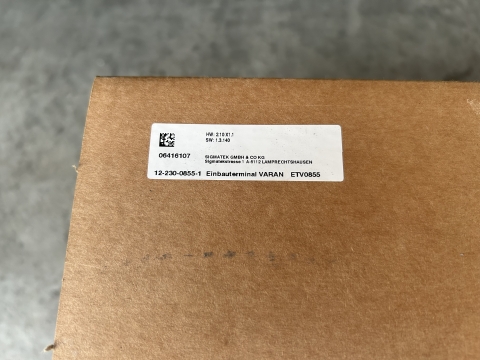 HW: 2.10 X1.1
SW: 1.3.140
06416107
SIGMATEK GMBH & CO KG
Sigmatekstrasse 1 A-5112 LAMPRECHTSHAUSEN
12-230-0855-1 Einbauterminal VARAN ETV0855